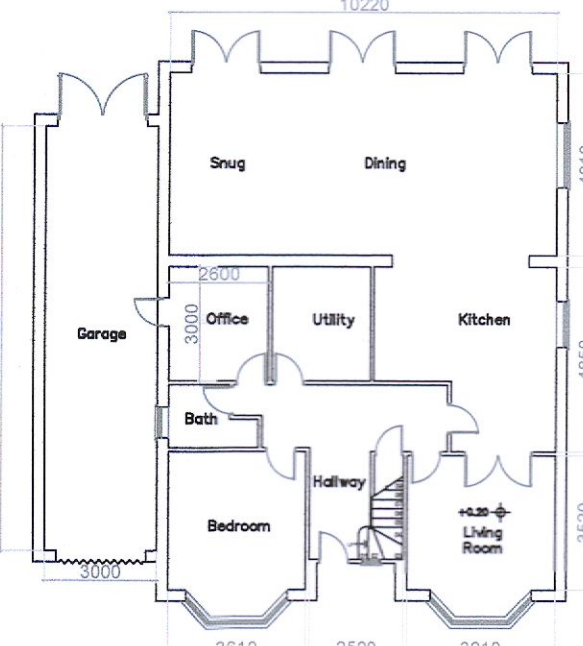 10220
Snug
Dining
2600
3000
Office
Utility
Kitchen
Garage
Bath
Hallway
+0.20
Living
Room
Bedroom
3000